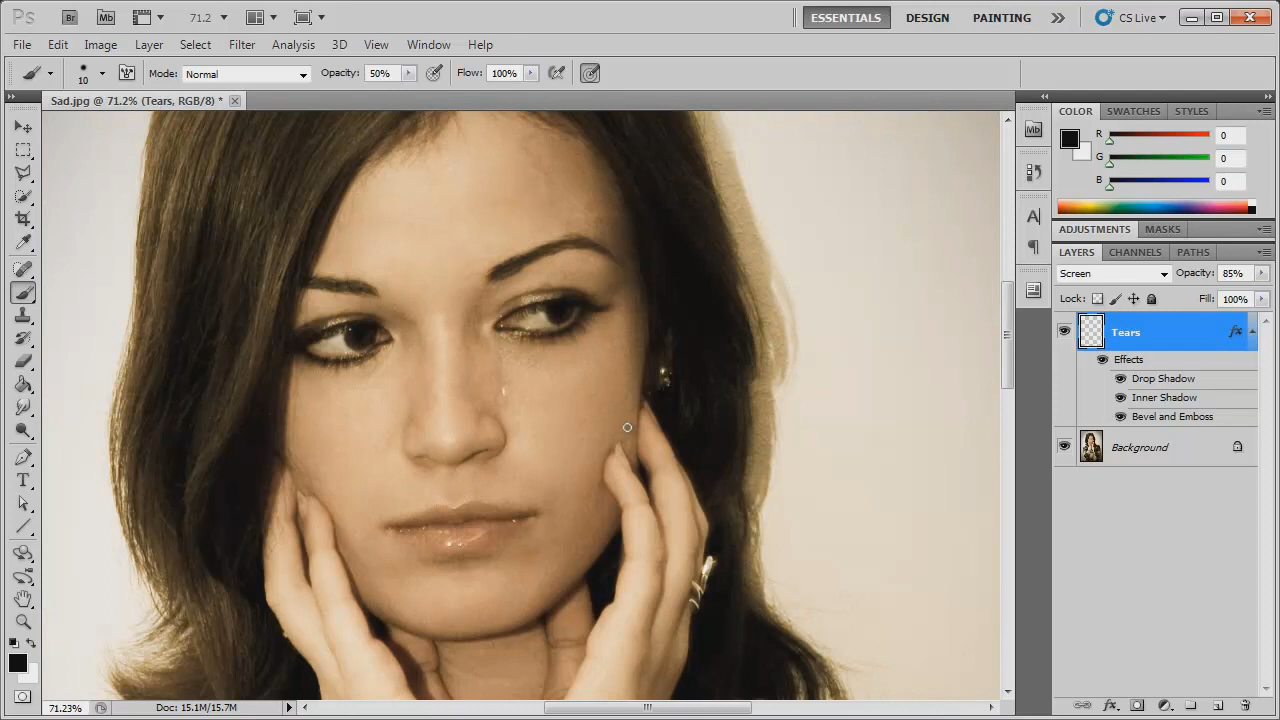 Ps Br Mb 71.2 ESSENTIALS DESIGN PAINTING CS Live
File Edit Image Layer Select Filter Analysis 3D View Window Help
10 Mode: Normal Opacity: 50% Flow: 100%
Sad.jpg @ 71.2% (Tears, RGB/8) *
COLOR SWATCHES STYLES
Mb
R 0
G 0
B 0
A
ADJUSTMENTS MASKS
LAYERS CHANNELS PATHS
Screen Opacity: 85%
Lock: Fill: 100%
Tears fx
Effects
Drop Shadow
Inner Shadow
Bevel and Emboss
Background
T
71.23% Doc: 15.1M/15.7M
fx